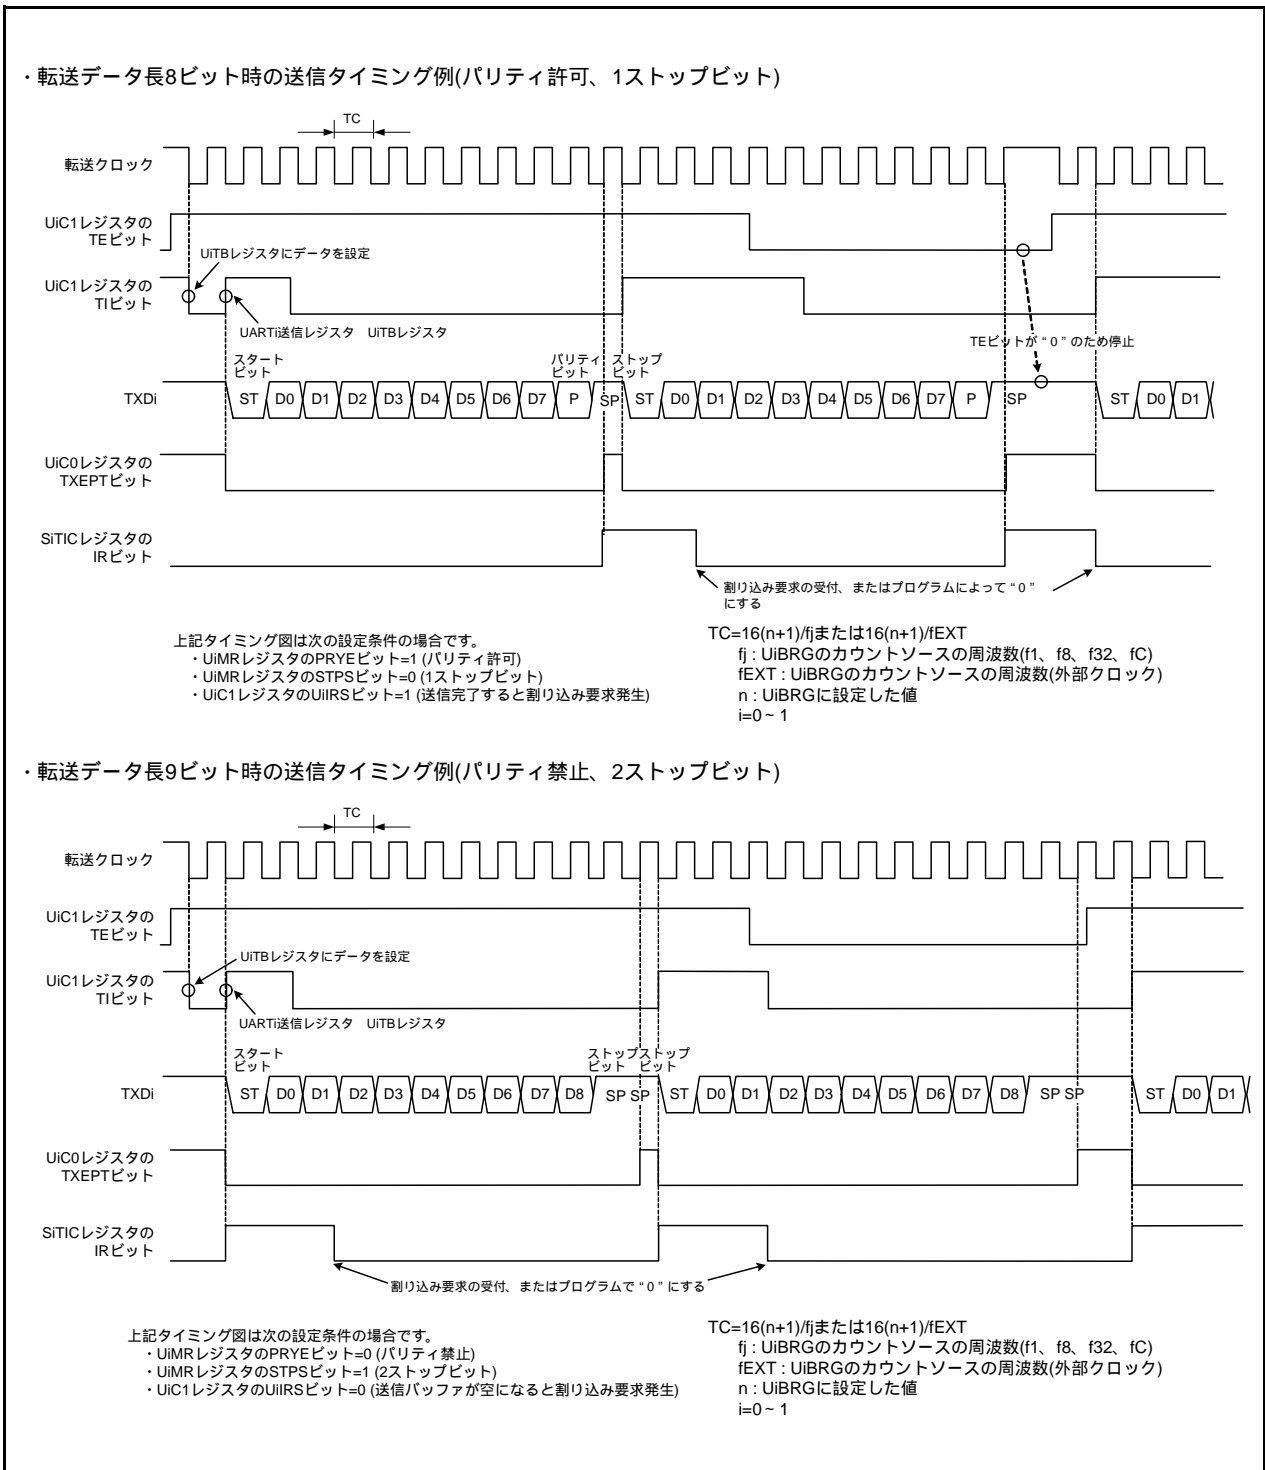 ・転送データ長8ビット時の送信タイミング例(パリティ許可、1ストップビット)
TC
転送クロック
UiC1レジスタの
TEビット
UiTBレジスタにデータを設定
UiC1レジスタの
TIビット
UARTi送信レジスタ　UiTBレジスタ
TEビットが“0”のため停止
スタート
ビット
パリティ
ビット
ストップ
ビット
TXDi
ST D0 D1 D2 D3 D4 D5 D6 D7 P SP ST D0 D1 D2 D3 D4 D5 D6 D7 P SP ST D0 D1
UiC0レジスタの
TXEPTビット
SiTICレジスタの
IRビット
割り込み要求の受付、またはプログラムによって“0”
にする
上記タイミング図は次の設定条件の場合です。
・UiMRレジスタのPRYEビット=1 (パリティ許可)
・UiMRレジスタのSTPSビット=0 (1ストップビット)
・UiC1レジスタのUiIRSビット=1 (送信完了すると割り込み要求発生)
TC=16(n+1)/fjまたは16(n+1)/fEXT
fj : UiBRGのカウントソースの周波数(f1、f8、f32、fC)
fEXT : UiBRGのカウントソースの周波数(外部クロック)
n : UiBRGに設定した値
i=0~1
・転送データ長9ビット時の送信タイミング例(パリティ禁止、2ストップビット)
TC
転送クロック
UiC1レジスタの
TEビット
UiTBレジスタにデータを設定
UiC1レジスタの
TIビット
UARTi送信レジスタ　UiTBレジスタ
スタート
ビット
ストップ
ビット
ストップ
ビット
TXDi
ST D0 D1 D2 D3 D4 D5 D6 D7 D8 SP SP ST D0 D1 D2 D3 D4 D5 D6 D7 D8 SP SP ST D0 D1
UiC0レジスタの
TXEPTビット
SiTICレジスタの
IRビット
割り込み要求の受付、またはプログラムで“0”にする
上記タイミング図は次の設定条件の場合です。
・UiMRレジスタのPRYEビット=0 (パリティ禁止)
・UiMRレジスタのSTPSビット=1 (2ストップビット)
・UiC1レジスタのUiIRSビット=0 (送信バッファが空になると割り込み要求発生)
TC=16(n+1)/fjまたは16(n+1)/fEXT
fj : UiBRGのカウントソースの周波数(f1、f8、f32、fC)
fEXT : UiBRGのカウントソースの周波数(外部クロック)
n : UiBRGに設定した値
i=0~1